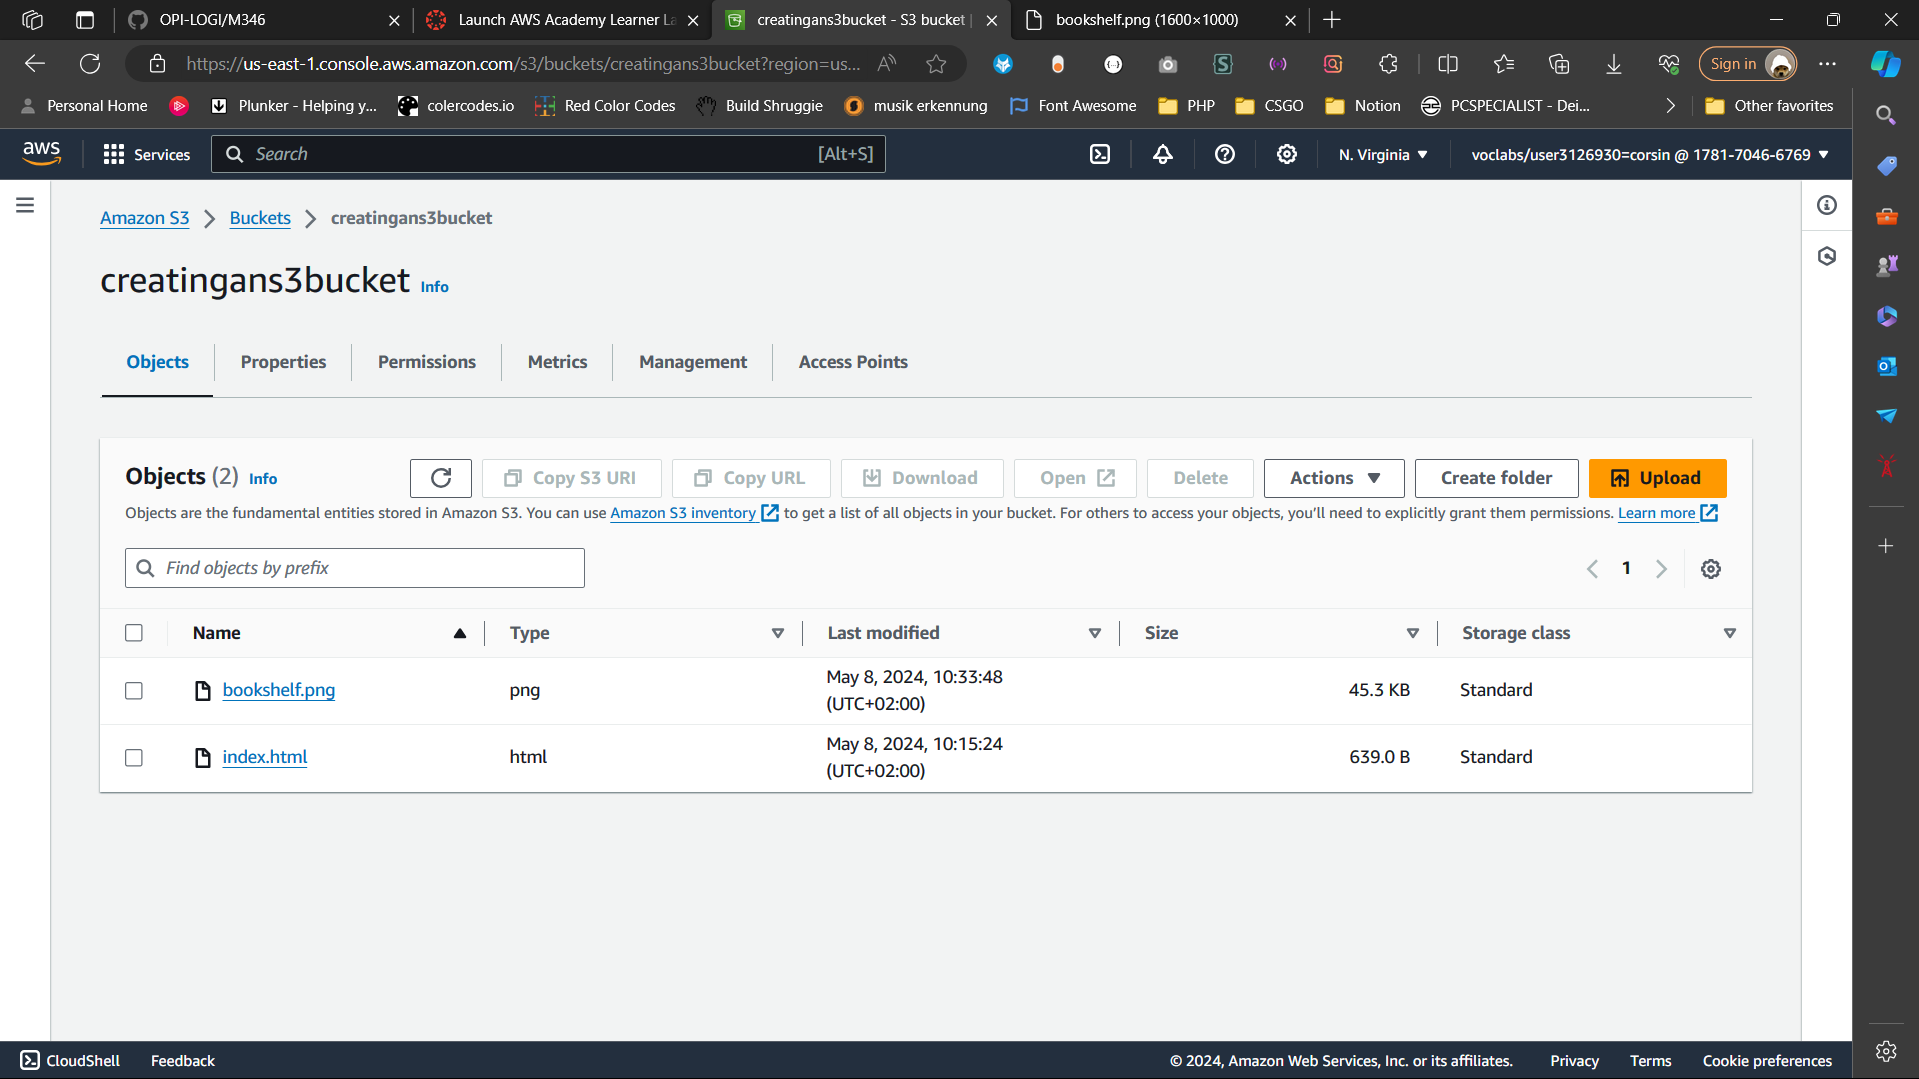 OPI-LOGI/M346
Launch AWS Academy Learner La
creatingans3bucket - S3 bucket |
bookshelf.png (1600×1000)
https://us-east-1.console.aws.amazon.com/s3/buckets/creatingans3bucket?region=us...
Sign in
Personal Home
Plunker - Helping y...
colercodes.io
Red Color Codes
Build Shruggie
musik erkennung
Font Awesome
PHP
CSGO
Notion
PCSPECIALIST - Dei...
Other favorites
aws
Services
Search
[Alt+S]
N. Virginia
voclabs/user3126930=corsin @ 1781-7046-6769
Amazon S3
Buckets
creatingans3bucket
creatingans3bucket Info
Objects
Properties
Permissions
Metrics
Management
Access Points
Objects (2) Info
Copy S3 URI
Copy URL
Download
Open
Delete
Actions
Create folder
Upload
Objects are the fundamental entities stored in Amazon S3. You can use Amazon S3 inventory to get a list of all objects in your bucket. For others to access your objects, you'll need to explicitly grant them permissions. Learn more
Find objects by prefix
1
Name
Type
Last modified
Size
Storage class
bookshelf.png
png
May 8, 2024, 10:33:48
(UTC+02:00)
45.3 KB
Standard
index.html
html
May 8, 2024, 10:15:24
(UTC+02:00)
639.0 B
Standard
CloudShell
Feedback
© 2024, Amazon Web Services, Inc. or its affiliates.
Privacy
Terms
Cookie preferences